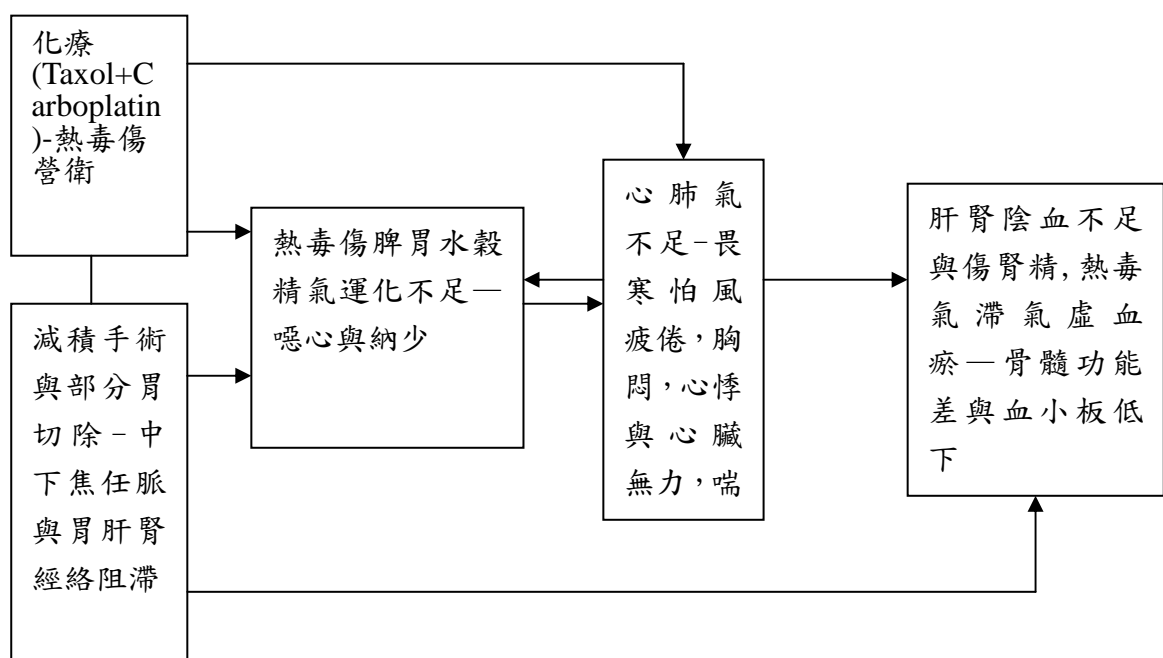 化療
(Taxol+C
arboplatin
)-熱毒傷
營衛
減積手術
與部分胃
切除-中
下焦任脈
與胃肝腎
經絡阻滯
熱毒傷脾胃水穀
精氣運化不足—
噁心與納少
心肺氣
不足-畏
寒怕風
疲倦，胸
悶，心悸
與心臟
無力，喘
肝腎陰血不足
與傷腎精,熱毒
氣滯氣虛血
瘀—骨髓功能
差與血小板低
下